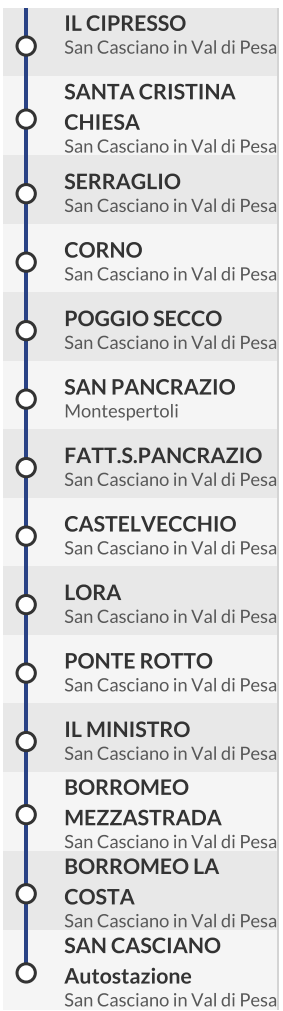 IL CIPRESSO
San Casciano in Val di Pesa
SANTA CRISTINA
CHIESA
San Casciano in Val di Pesa
SERRAGLIO
San Casciano in Val di Pesa
CORNO
San Casciano in Val di Pesa
POGGIO SECCO
San Casciano in Val di Pesa
SAN PANCRAZIO
Montespertoli
FATT.S.PANCRAZIO
San Casciano in Val di Pesa
CASTELVECCHIO
San Casciano in Val di Pesa
LORA
San Casciano in Val di Pesa
PONTE ROTTO
San Casciano in Val di Pesa
IL MINISTRO
San Casciano in Val di Pesa
BORROMEO
MEZZASTRADA
San Casciano in Val di Pesa
BORROMEO LA
COSTA
San Casciano in Val di Pesa
SAN CASCIANO
Autostazione
San Casciano in Val di Pesa